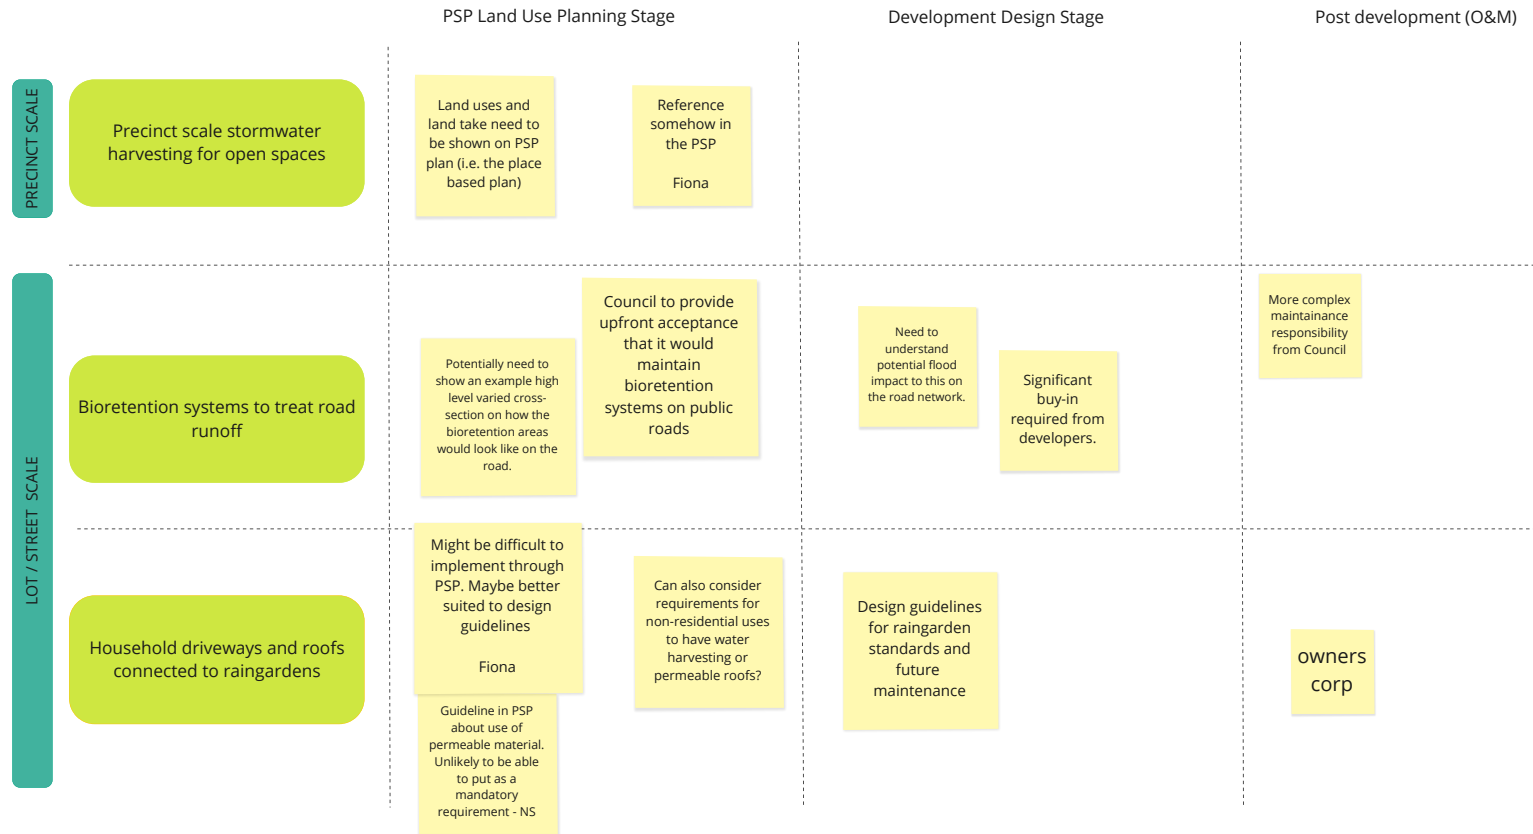 PSP Land Use Planning Stage
Development Design Stage
Post development (O&M)
PRECINCT SCALE
Precinct scale stormwater
harvesting for open spaces
Land uses and
land take need to
be shown on PSP
plan (i.e. the place
based plan)
Reference
somehow in
the PSP
Fiona
LOT / STREET SCALE
Bioretention systems to treat road
runoff
Potentially need to
show an example high
level varied cross-
section on how the
bioretention areas
would look like on the
road.
Council to provide
upfront acceptance
that it would
maintain
bioretention
systems on public
roads
Need to
understand
potential flood
impact to this on
the road network.
Significant
buy-in
required from
developers.
More complex
maintainance
responsibility
from Council
Household driveways and roofs
connected to raingardens
Might be difficult to
implement through
PSP. Maybe better
suited to design
guidelines
Fiona
Guideline in PSP
about use of
permeable material.
Unlikely to be able
to put as a
mandatory
requirement - NS
Can also consider
requirements for
non-residential uses
to have water
harvesting or
permeable roofs?
Design guidelines
for raingarden
standards and
future
maintenance
owners
corp